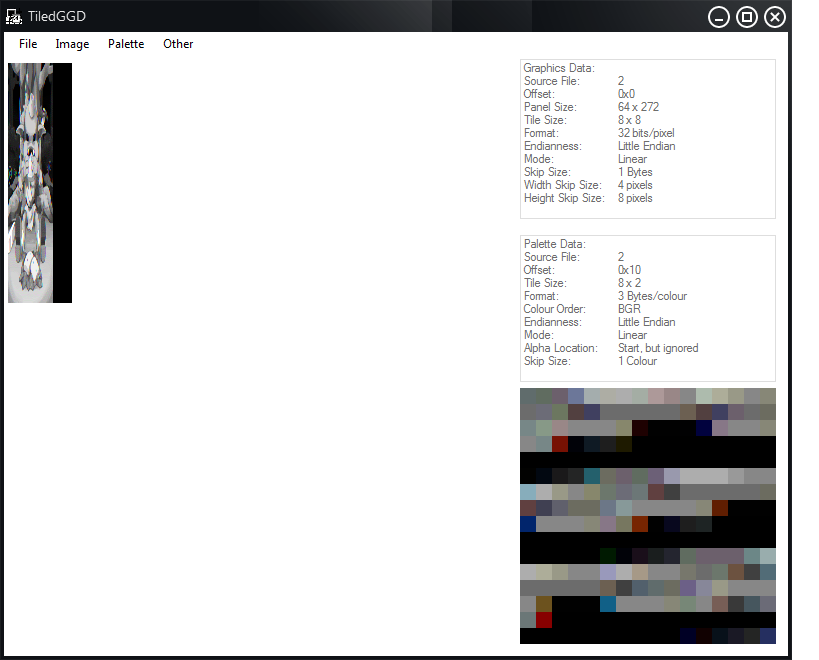 TiledGGD
File Image Palette Other
Graphics Data:
Source File: 2
Offset: 0x0
Panel Size: 64 x 272
Tile Size: 8 x 8
Format: 32 bits/pixel
Endianness: Little Endian
Mode: Linear
Skip Size: 1 Bytes
Width Skip Size: 4 pixels
Height Skip Size: 8 pixels
Palette Data:
Source File: 2
Offset: 0x10
Tile Size: 8 x 2
Format: 3 Bytes/colour
Colour Order: BGR
Endianness: Little Endian
Mode: Linear
Alpha Location: Start, but ignored
Skip Size: 1 Colour